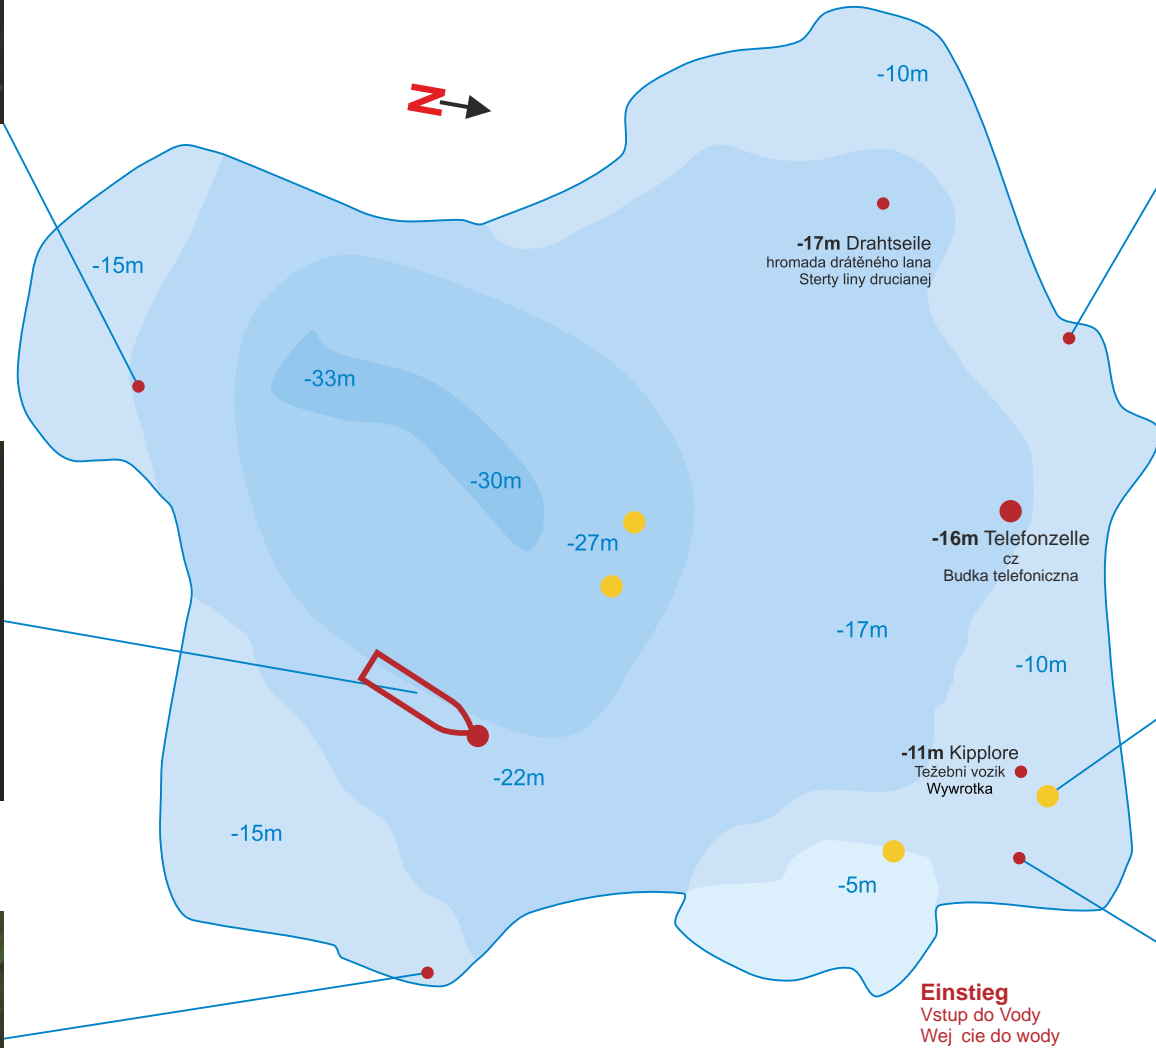 -10m
N
-15m
-17m Drahtseile
hromada drátěného lana
Sterty liny drucianej
-33m
-30m
-27m
-16m Telefonzelle
cz
Budka telefoniczna
-17m
-10m
-11m Kipplore
Težebni vozik
Wywrotka
-22m
-15m
-5m
Einstieg
Vstup do Vody
Wej cie do wody